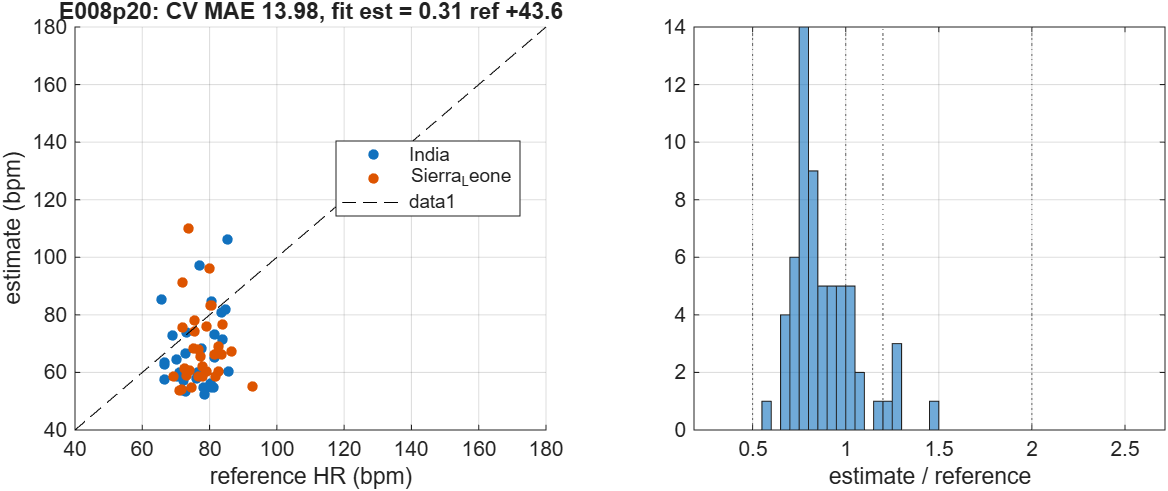 E008p20: CV MAE 13.98, fit est = 0.31 ref +43.6
180
160
140
120
100
80
60
40
40 60 80 100 120 140 160 180
estimate (bpm)
reference HR (bpm)
India
Sierra_Leone
data1
14
12
10
8
6
4
2
0
0.5 1 1.5 2 2.5
estimate / reference